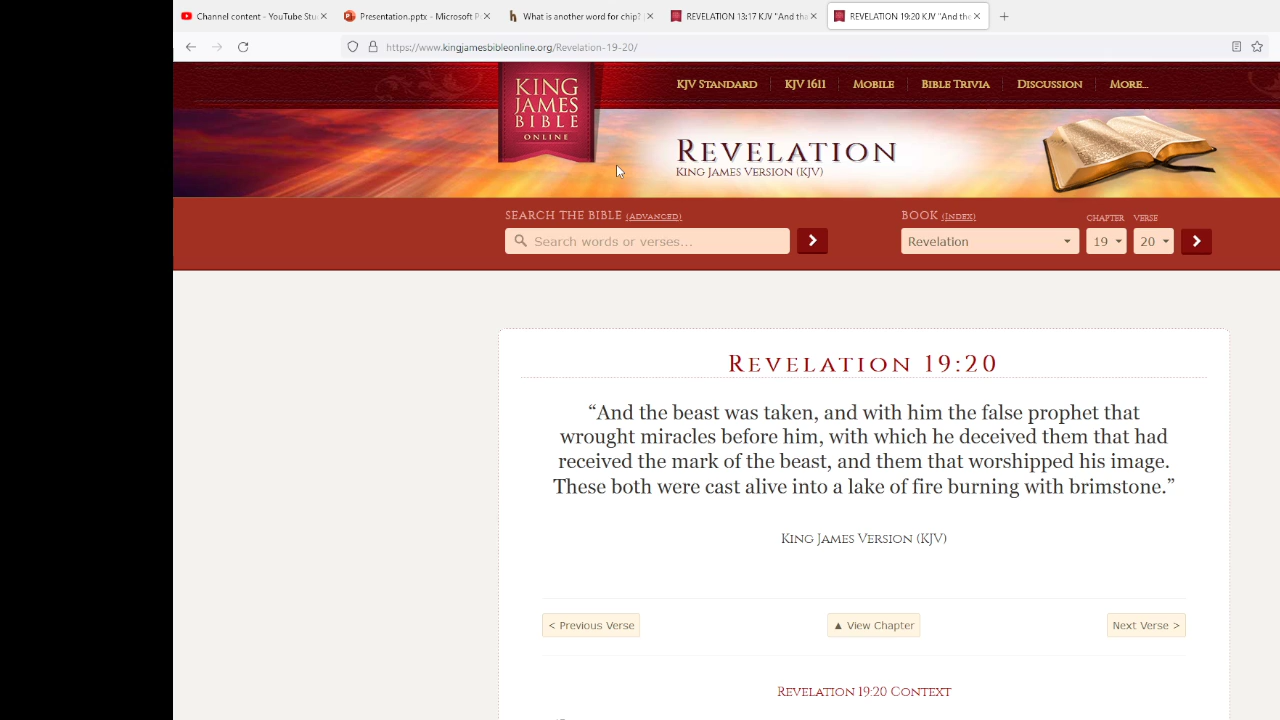 Channel content - YouTube Stu
Presentation.pptx - Microsoft P
What is another word for chip?
REVELATION 13:17 KJV "And tha
REVELATION 19:20 KJV "And the
https://www.kingjamesbibleonline.org/Revelation-19-20/
KING
JAMES
BIBLE
ONLINE
KJV STANDARD
KJV 1611
MOBILE
BIBLE TRIVIA
DISCUSSION
MORE...
REVELATION
KING JAMES VERSION (KJV)
SEARCH THE BIBLE (ADVANCED)
Search words or verses...
BOOK (INDEX)
Revelation
CHAPTER
19
VERSE
20
REVELATION 19:20
“And the beast was taken, and with him the false prophet that
wrought miracles before him, with which he deceived them that had
received the mark of the beast, and them that worshipped his image.
These both were cast alive into a lake of fire burning with brimstone.”
KING JAMES VERSION (KJV)
< Previous Verse
▲ View Chapter
Next Verse >
REVELATION 19:20 CONTEXT